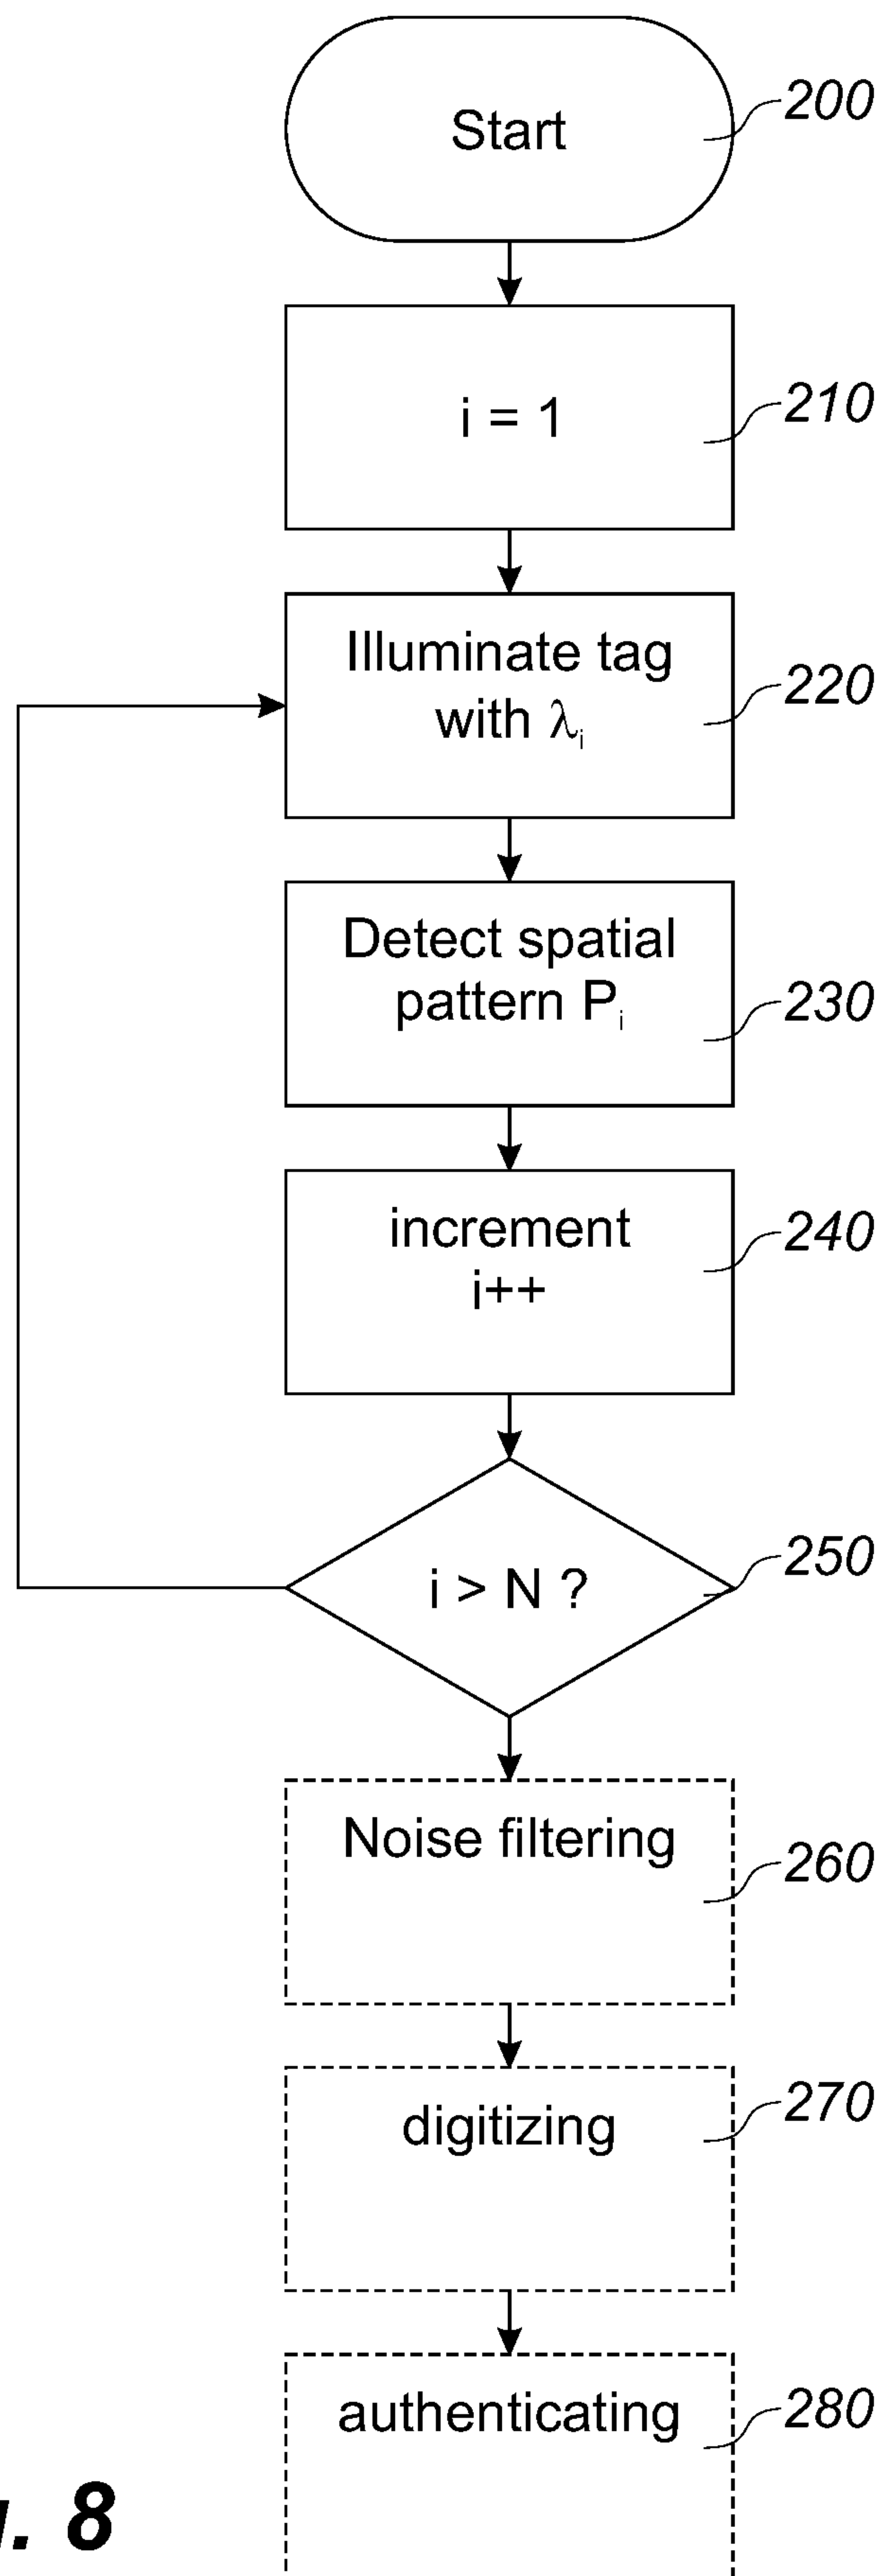 Start
200
i = 1
210
Illuminate tag
with λi
220
Detect spatial
pattern Pi
230
increment
i++
240
i > N ?
250
Noise filtering
260
digitizing
270
authenticating
280
. 8